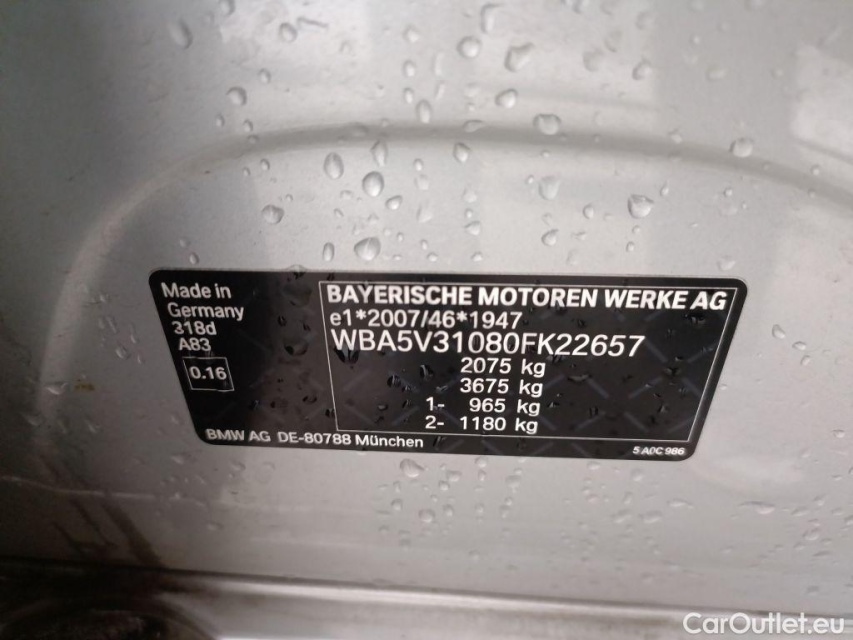 Made in
Germany
318d
A83
0.16
BAYERISCHE MOTOREN WERKE AG
e1*2007/46*1947
WBA5V31080FK22657
2075 kg
3675 kg
1- 965 kg
2- 1180 kg
BMW AG DE-80788 München
5 A0C 986
CarOutlet.eu